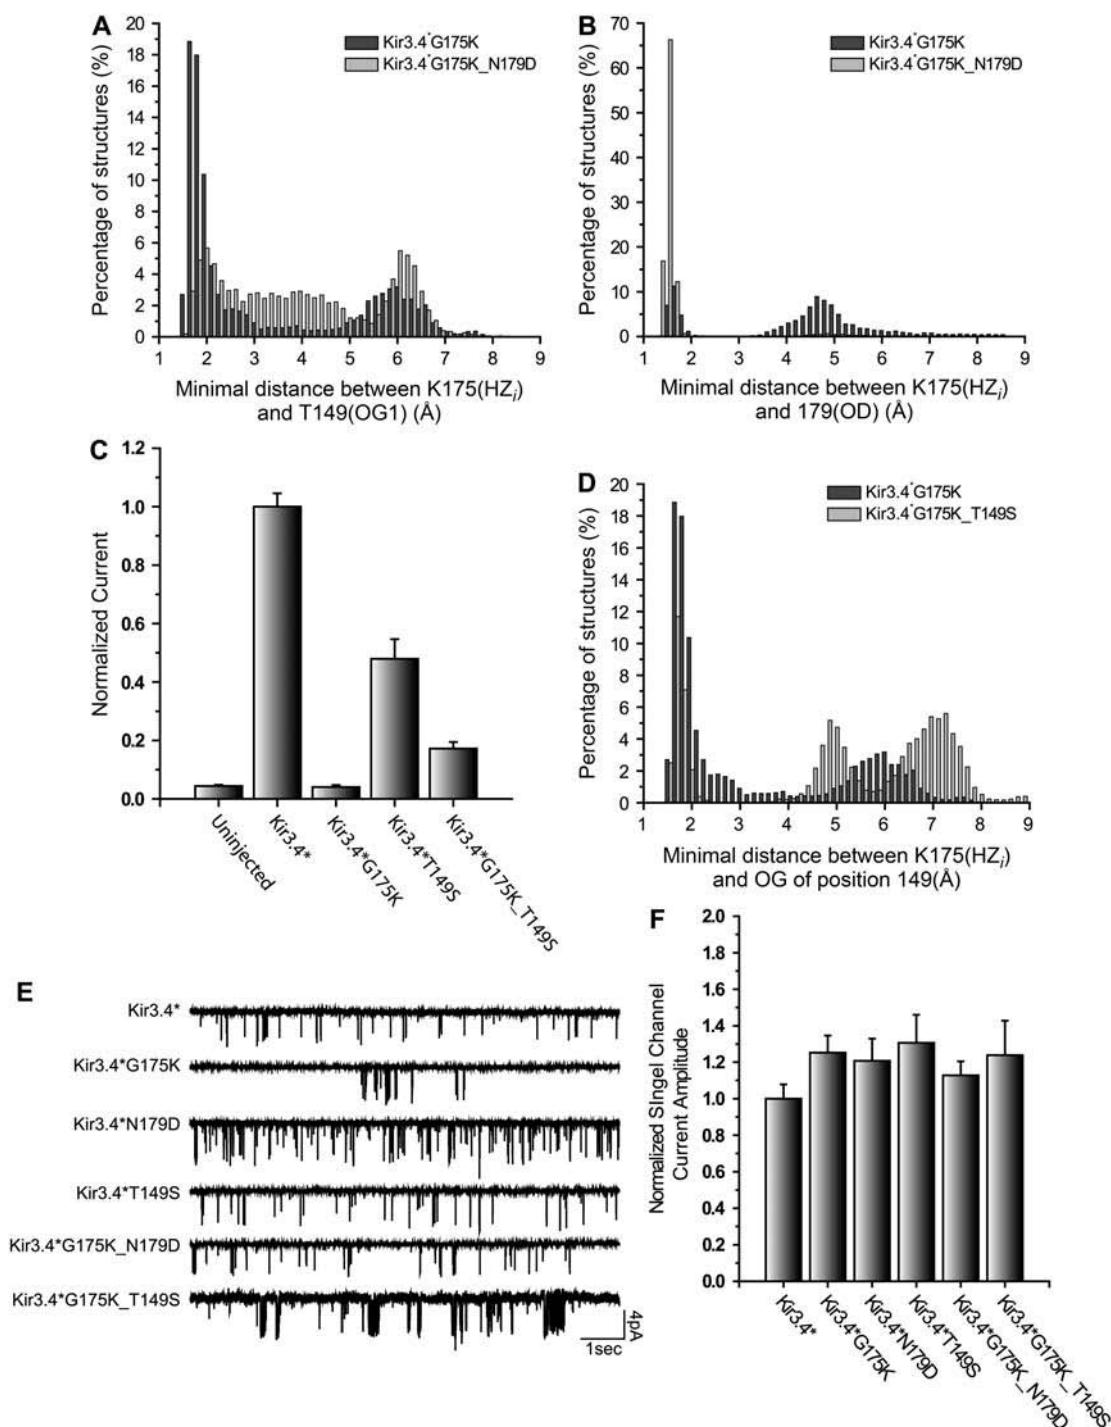 A
20
18
16
14
12
10
8
6
4
2
0
Percentage of structures (%)
Kir3.4*G175K
Kir3.4*G175K_N179D
1 2 3 4 5 6 7 8 9
Minimal distance between K175(HZi)
and T149(OG1) (Å)
B
70
60
50
40
30
20
10
0
Percentage of structures (%)
Kir3.4*G175K
Kir3.4*G175K_N179D
1 2 3 4 5 6 7 8 9
Minimal distance between K175(HZi)
and 179(OD) (Å)
C
1.2
1.0
0.8
0.6
0.4
0.2
0.0
Normalized Current
Uninjected
Kir3.4*
Kir3.4*G175K
Kir3.4*T149S
Kir3.4*G175K_T149S
D
20
18
16
14
12
10
8
6
4
2
0
Percentage of structures (%)
Kir3.4*G175K
Kir3.4*G175K_T149S
1 2 3 4 5 6 7 8 9
Minimal distance between K175(HZi)
and OG of position 149(Å)
E
Kir3.4*
Kir3.4*G175K
Kir3.4*N179D
Kir3.4*T149S
Kir3.4*G175K_N179D
Kir3.4*G175K_T149S
4pA
1sec
F
2.0
1.8
1.6
1.4
1.2
1.0
0.8
0.6
0.4
0.2
0.0
Normalized SIngel Channel
Current Amplitude
Kir3.4*
Kir3.4*G175K
Kir3.4*N179D
Kir3.4*T149S
Kir3.4*G175K_N179D
Kir3.4*G175K_T149S